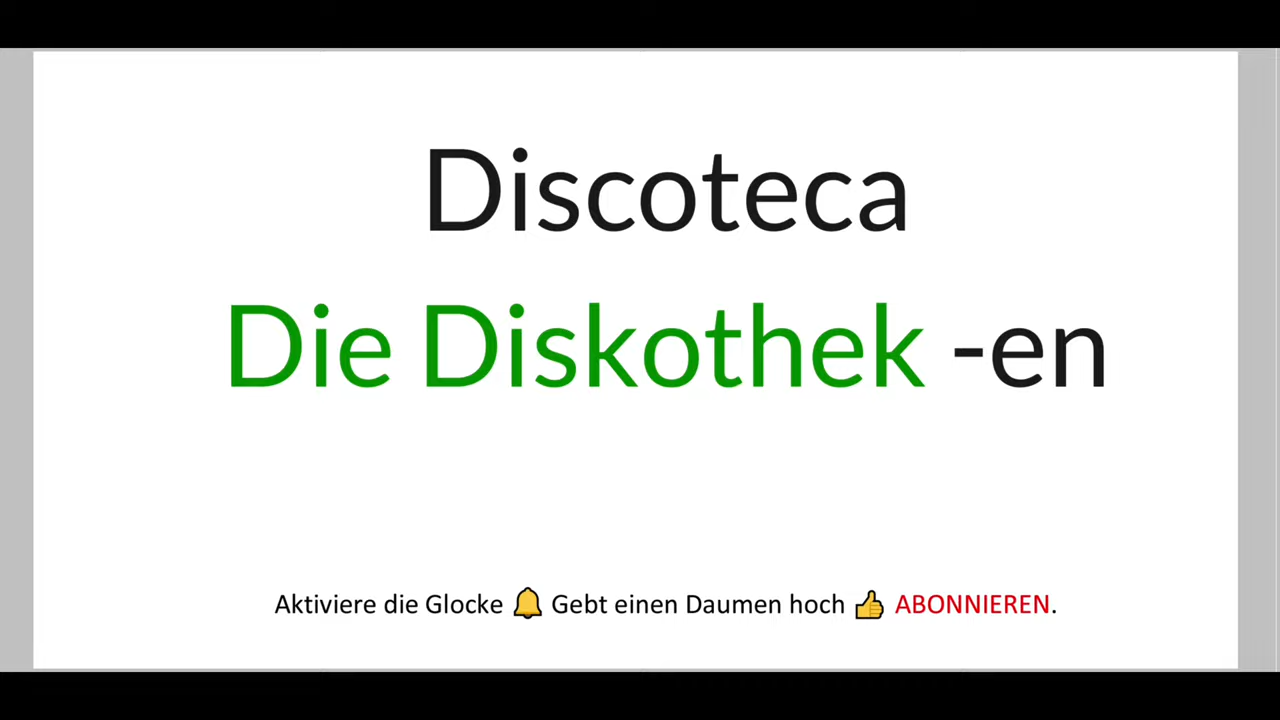 Discoteca
Die Diskothek -en
Aktiviere die Glocke 🔔 Gebt einen Daumen hoch 👍 ABONNIEREN.